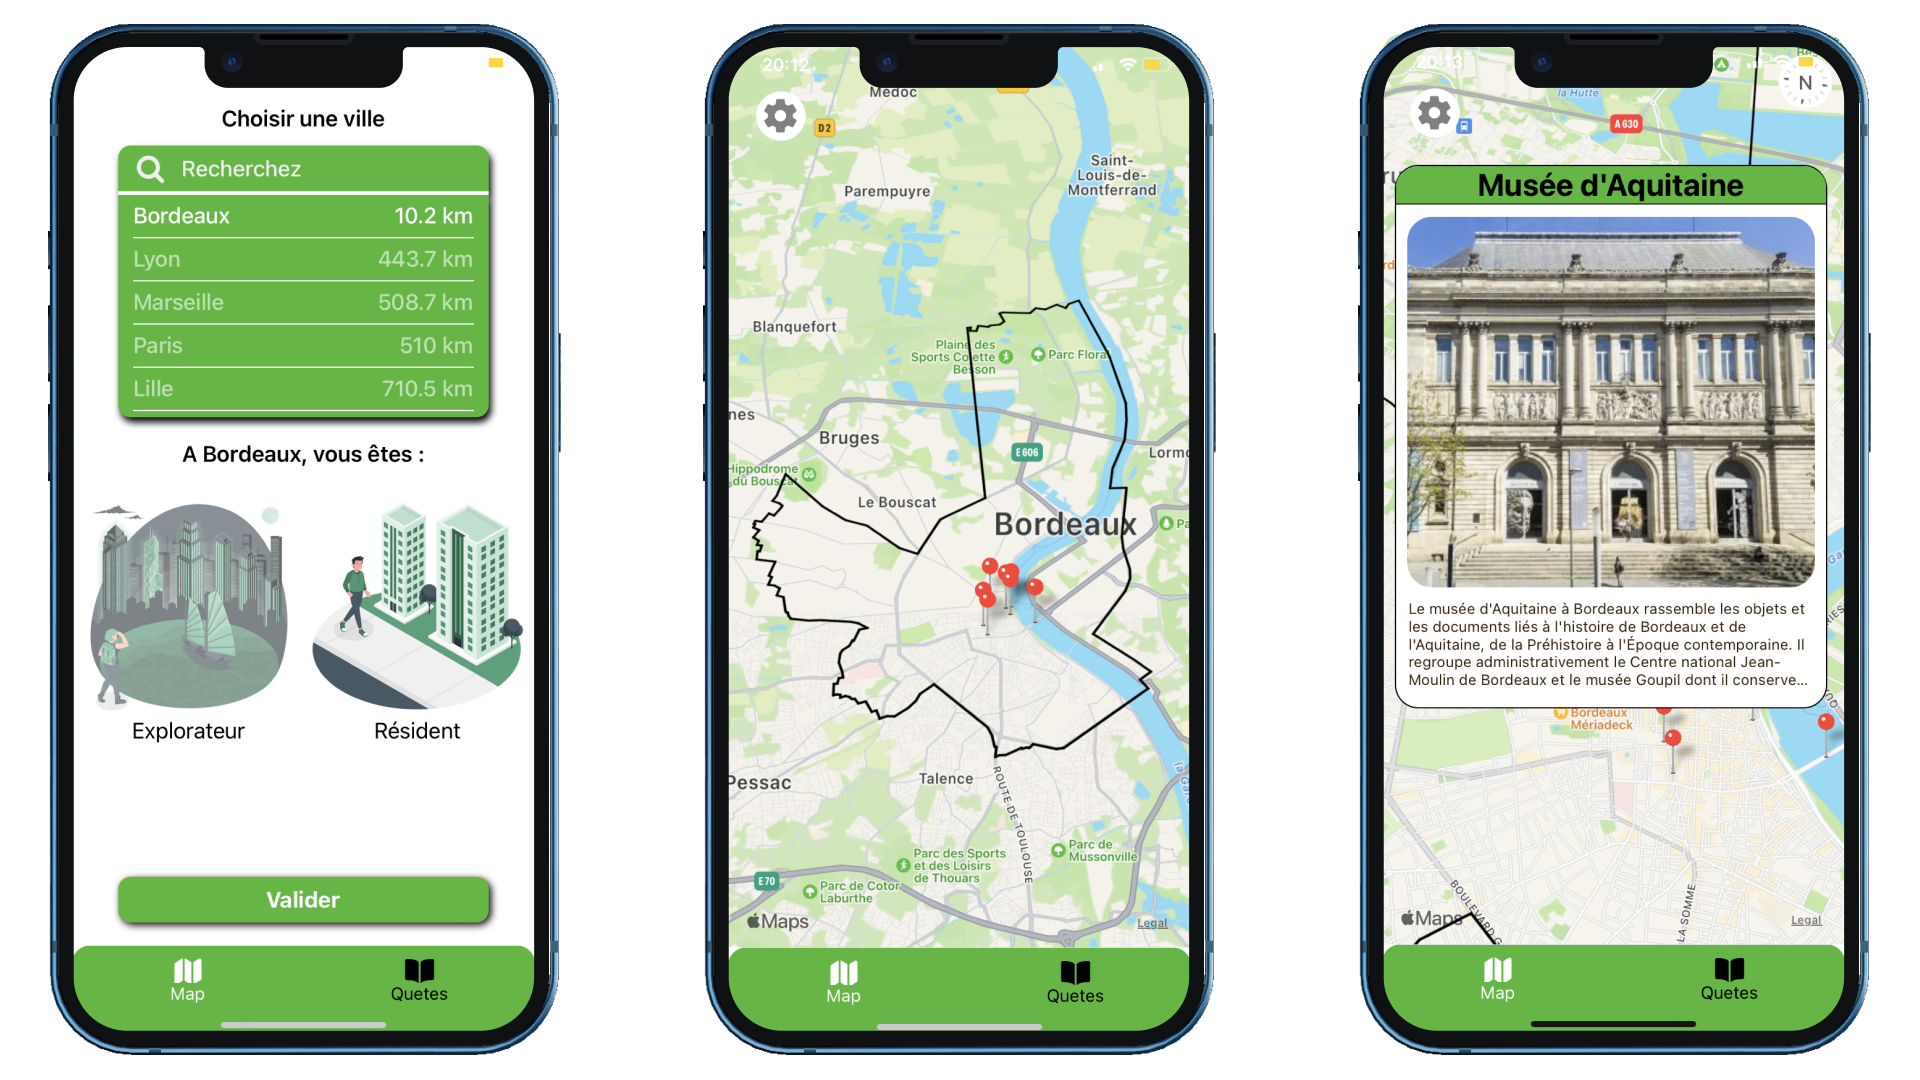 Choisir une ville
Recherchez
Bordeaux 10.2 km
Lyon 443.7 km
Marseille 508.7 km
Paris 510 km
Lille 710.5 km
A Bordeaux, vous êtes :
Explorateur Résident
Valider
Map Quetes
20:12
Médoc
D2
Saint-
Louis-de-
Montferrand
Parempuyre
Blanquefort
Plaine des
Sports Colette
Besson
Parc Floral
nes
Bruges
E606
Lormo
Hippodrome
du Bouscat
Le Bouscat
Bordeaux
Pa
Talence
Pessac
ROUTE DE TOULOUSE
la Ga
Parc des Sports
et des Loisirs
de Thouars
Parc de
Mussonville
E70
Parc de Cotor
Laburthe
Maps
Legal
Map Quetes
20:13
N
la Hutte
A630
Musée d'Aquitaine
Le musée d'Aquitaine à Bordeaux rassemble les objets et
les documents liés à l'histoire de Bordeaux et de
l'Aquitaine, de la Préhistoire à l'Époque contemporaine. Il
regroupe administrativement le Centre national Jean-
Moulin de Bordeaux et le musée Goupil dont il conserve...
Bordeaux
Mériadeck
BOULEVARD G
LA SOMME
Maps
Legal
Map Quetes